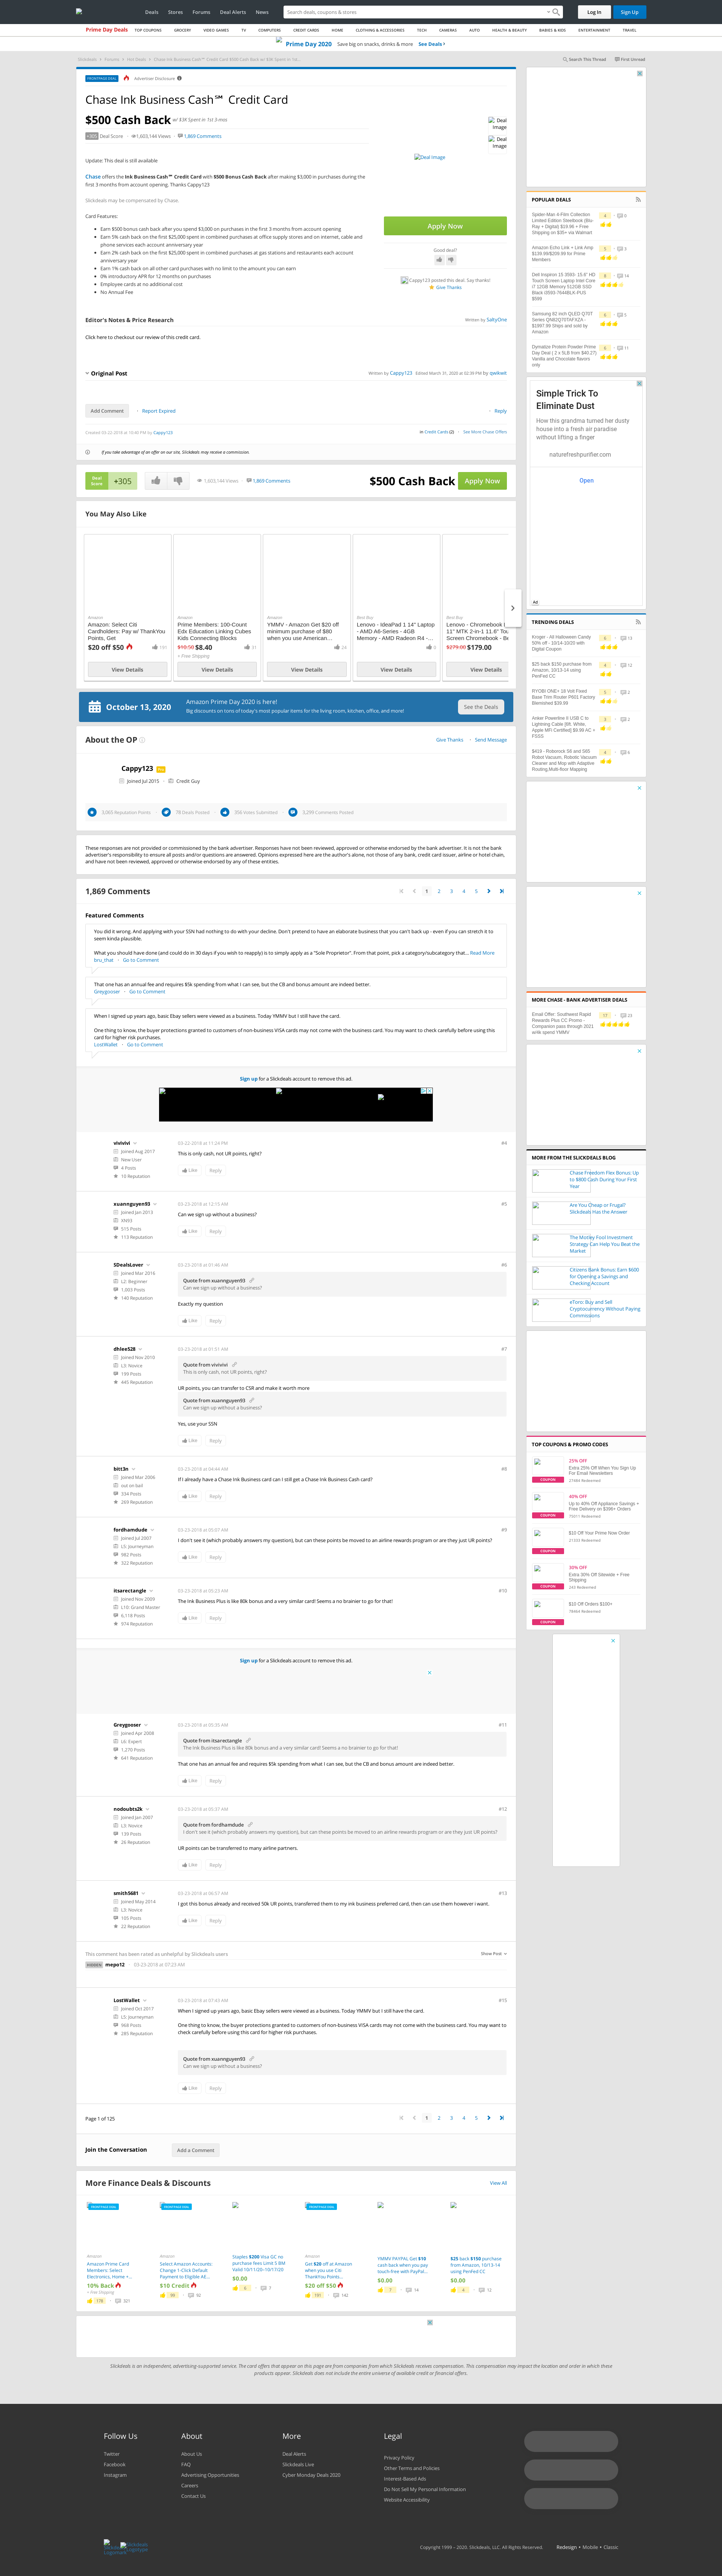 Deals Stores Forums Deal Alerts News
Search deals, coupons & stores
Log In Sign Up
Prime Day Deals TOP COUPONS GROCERY VIDEO GAMES TV COMPUTERS CREDIT CARDS HOME CLOTHING & ACCESSORIES TECH CAMERAS AUTO HEALTH & BEAUTY BABIES & KIDS ENTERTAINMENT TRAVEL
Prime Day 2020 Save big on snacks, drinks & more See Deals
Slickdeals > Forums > Hot Deals > Chase Ink Business Cash℠ Credit Card $500 Cash Back w/ $3K Spend in 1st...
Search This Thread First Unread
FRONTPAGE DEAL Advertiser Disclosure
Chase Ink Business Cash℠ Credit Card
$500 Cash Back w/ $3K Spend in 1st 3-mos
+305 Deal Score 1,603,144 Views 1,869 Comments
Deal Image
Deal Image
Deal Image
Update: This deal is still available
Chase offers the Ink Business Cash℠ Credit Card with $500 Bonus Cash Back after making $3,000 in purchases during the first 3 months from account opening. Thanks Cappy123
Slickdeals may be compensated by Chase.
Card Features:
Earn $500 bonus cash back after you spend $3,000 on purchases in the first 3 months from account opening
Earn 5% cash back on the first $25,000 spent in combined purchases at office supply stores and on internet, cable and phone services each account anniversary year
Earn 2% cash back on the first $25,000 spent in combined purchases at gas stations and restaurants each account anniversary year
Earn 1% cash back on all other card purchases with no limit to the amount you can earn
0% introductory APR for 12 months on purchases
Employee cards at no additional cost
No Annual Fee
Apply Now
Good deal?
Cappy123 posted this deal. Say thanks!
Give Thanks
Editor's Notes & Price Research
Written by SaltyOne
Click here to checkout our review of this credit card.
Original Post
Written by Cappy123 Edited March 31, 2020 at 02:39 PM by qwikwit
Add Comment Report Expired Reply
Created 03-22-2018 at 10:40 PM by Cappy123
Credit Cards (2) See More Chase Offers
If you take advantage of an offer on our site, Slickdeals may receive a commission.
Deal Score +305
1,603,144 Views 1,869 Comments
$500 Cash Back Apply Now
You May Also Like
Amazon
Amazon: Select Citi Cardholders: Pay w/ ThankYou Points, Get
$20 off $50 191
View Details
Amazon
Prime Members: 100-Count Edx Education Linking Cubes Kids Connecting Blocks
$10.50 $8.40 31
+ Free Shipping
View Details
Amazon
YMMV - Amazon Get $20 off minimum purchase of $80 when you use American…
24
View Details
Best Buy
Lenovo - IdeaPad 1 14" Laptop - AMD A6-Series - 4GB Memory - AMD Radeon R4 -…
View Details
Best Buy
Lenovo - Chromebook
11" MTK 2-in-1 11.6" Tou
Screen Chromebook -
$279.00 $179.00
View Details
October 13, 2020
Amazon Prime Day 2020 is here!
Big discounts on tons of today's most popular items for the living room, kitchen, office, and more!
See the Deals
About the OP
Give Thanks Send Message
Cappy123
Joined Jul 2015 Credit Guy
3,065 Reputation Points 78 Deals Posted 356 Votes Submitted 3,209 Comments Posted
These responses are not provided or commissioned by the bank advertiser. Responses have not been reviewed, approved or otherwise endorsed by the bank advertiser. It is not the bank advertiser's responsibility to ensure all posts and/or questions are answered. Opinions expressed here are the author's alone, not those of any bank, credit card issuer, airline or hotel chain, and have not been reviewed, approved or otherwise endorsed by any of these entities.
1,869 Comments
1 2 3 4 5
Featured Comments
You did it wrong. And applying with your SSN had nothing to do with your decline. Don't pretend to have an elaborate business that you can't back up - even if you can stretch it to seem kinda plausible.
What you should have done (and could do in 30 days if you wish to reapply) is to simply apply as a "Sole Proprietor". From that point, pick a category/subcategory that... Read More
bru_that Go to Comment
That one has an annual fee and requires $5k spending from what I can see, but the CB and bonus amount are indeed better.
Greygooser Go to Comment
When I signed up years ago, basic Ebay sellers were viewed as a business. Today YMMV but I still have the card.
One thing to know, the buyer protections granted to customers of non-business VISA cards may not come with the business card. You may want to check carefully before using this card for higher risk purchases.
LostWallet Go to Comment
Sign up for a Slickdeals account to remove this ad.
vivivivi
Joined Aug 2017
New User
4 Posts
10 Reputation
03-22-2018 at 11:24 PM #4
This is only cash, not UR points, right?
Like Reply
xuannguyen93
Joined Jan 2013
XN93
515 Posts
113 Reputation
03-23-2018 at 12:15 AM #5
Can we sign up without a business?
Like Reply
SDealsLover
Joined Mar 2016
L2: Beginner
1,003 Posts
140 Reputation
03-23-2018 at 01:46 AM #6
Quote from xuannguyen93
Can we sign up without a business?
Exactly my question
Like Reply
dhlee528
Joined Nov 2010
L3: Novice
199 Posts
445 Reputation
03-23-2018 at 01:51 AM #7
Quote from vivivivi
This is only cash, not UR points, right?
UR points, you can transfer to CSR and make it worth more
Quote from xuannguyen93
Can we sign up without a business?
Yes, use your SSN
Like Reply
bitt3n
Joined Mar 2006
out on bail
334 Posts
269 Reputation
03-23-2018 at 04:44 AM #8
If I already have a Chase Ink Business card can I still get a Chase Ink Business Cash card?
Like Reply
fordhamdude
Joined Jul 2007
L5: Journeyman
982 Posts
322 Reputation
03-23-2018 at 05:07 AM #9
I don't see it (which probably answers my question), but can these points be moved to an airline rewards program or are they just UR points?
Like Reply
itsarectangle
Joined Nov 2009
L10: Grand Master
6,118 Posts
974 Reputation
03-23-2018 at 05:23 AM #10
The Ink Business Plus is like 80k bonus and a very similar card! Seems a no brainier to go for that!
Like Reply
Sign up for a Slickdeals account to remove this ad.
Greygooser
Joined Apr 2008
L6: Expert
1,270 Posts
641 Reputation
03-23-2018 at 05:35 AM #11
Quote from itsarectangle
The Ink Business Plus is like 80k bonus and a very similar card! Seems a no brainier to go for that!
That one has an annual fee and requires $5k spending from what I can see, but the CB and bonus amount are indeed better.
Like Reply
nodoubts2k
Joined Jan 2007
L3: Novice
139 Posts
26 Reputation
03-23-2018 at 05:37 AM #12
Quote from fordhamdude
I don't see it (which probably answers my question), but can these points be moved to an airline rewards program or are they just UR points?
UR points can be transferred to many airline partners.
Like Reply
smith5681
Joined May 2014
L3: Novice
105 Posts
22 Reputation
03-23-2018 at 06:57 AM #13
I got this bonus already and received 50k UR points, transferred them to my ink business preferred card, then can use them however i want.
Like Reply
This comment has been rated as unhelpful by Slickdeals users Show Post
HIDDEN mepo12 03-23-2018 at 07:23 AM
LostWallet
Joined Oct 2017
L5: Journeyman
968 Posts
285 Reputation
03-23-2018 at 07:43 AM #15
When I signed up years ago, basic Ebay sellers were viewed as a business. Today YMMV but I still have the card.
One thing to know, the buyer protections granted to customers of non-business VISA cards may not come with the business card. You may want to check carefully before using this card for higher risk purchases.
Quote from xuannguyen93
Can we sign up without a business?
Like Reply
Page 1 of 125 1 2 3 4 5
Join the Conversation Add a Comment
More Finance Deals & Discounts View All
FRONTPAGE DEAL
Amazon
Amazon Prime Card Members: Select Electronics, Home +...
10% Back
+ Free Shipping
178 301
FRONTPAGE DEAL
Amazon
Select Amazon Accounts: Change 1-Click Default Payment to Eligible AE...
$10 Credit
99 92
Staples $200 Visa GC no purchase fees Limit 5 BM Valid 10/11/20-10/17/20
$0.00
6 7
FRONTPAGE DEAL
Amazon
Get $20 off at Amazon when you use Citi ThankYou Points...
$20 off $50
191 142
YMMV PAYPAL Get $10 cash back when you pay touch free with PayPal...
$0.00
7 14
$25 back $150 purchase from Amazon, 10/13-14 using PenFed CC
$0.00
4 12
POPULAR DEALS
Spider Man 4-Film Collection Limited Edition Steelbook (Blu-Ray + Digital) $19.96 + Free Shipping on $35+ via Walmart
4 6
Amazon Echo Link + Link Amp $139.99/$209.99 for Prime Members
3 3
Dell Inspiron 15 3593- 15.6" HD Touch Screen Laptop Intel Core i7 12GB Memory 512GB SSD Black i3593-7644BLK-PUS $599
8 14
Samsung 82 inch QLED Q70T Series QN82Q70TAFXZA - $1997.99 Ships and sold by Amazon
9 5
Dymatize Protein Powder Prime Day Deal ( 2 x 5LB from $40.27) Vanilla and Chocolate flavors only
6 11
Simple Trick To Eliminate Dust
How this grandma turned her dusty house into a fresh air paradise without lifting a finger
naturefreshpurifier.com
Open
Ad
TRENDING DEALS
Kroger - All Halloween Candy 50% off - 10/14-10/20 with Digital Coupon
6 13
$25 back $150 purchase from Amazon, 10/13-14 using PenFed CC
4 12
RYOBI ONE+ 18 Volt Fixed Base Trim Router P601 Factory Blemished $39.99
5 3
Anker Powerline II USB C to Lightning Cable [6ft, White, Apple MFi Certified] $9.98 AC + FSSS
3 2
$419 - Roborock S6 and S65 Robot Vacuum, Robotic Vacuum Cleaner and Mop with Adaptive Routing,Multi-floor Mapping
4 6
MORE CHASE - BANK ADVERTISER DEALS
Email Offer: Southwest Rapid Rewards Plus CC Promo - Companion pass through 2021 w/4k spend YMMV
17 23
MORE FROM THE SLICKDEALS BLOG
Chase Freedom Flex Bonus: Up to $800 Cash During Your First Year
Are You Cheap or Frugal? Slickdeals Has the Answer
The Motley Fool Investment Strategy Can Help You Beat the Market
Citizens Bank Bonus: Earn $600 for Opening a Savings and Checking Account
eToro: Buy and Sell Cryptocurrency Without Paying Commissions
TOP COUPONS & PROMO CODES
25% OFF
Extra 25% Off When You Sign Up For Email Newsletters
COUPON
40% OFF
Up to 40% Off Appliance Savings + Free Delivery on $396+ Orders
COUPON
$10 Off Your Prime Now Order
COUPON
30% OFF
Extra 30% Off Sitewide + Free Shipping
COUPON
$10 Off Orders $100+
COUPON
Slickdeals is an independent, advertising-supported service. The card offers that appear on this page are from companies from which Slickdeals receives compensation. This compensation may impact the location and order in which these products appear. Slickdeals does not include the entire universe of available credit or financial offers.
Follow Us
Twitter
Facebook
Instagram
About
About Us
FAQ
Advertising Opportunities
Careers
Contact Us
More
Deal Alerts
Slickdeals Live
Cyber Monday Deals 2020
Legal
Privacy Policy
Other Terms and Policies
Interest-Based Ads
Do Not Sell My Personal Information
Website Accessibility
Copyright 1999 - 2020. Slickdeals, LLC. All Rights Reserved. Redesign • Mobile • Classic